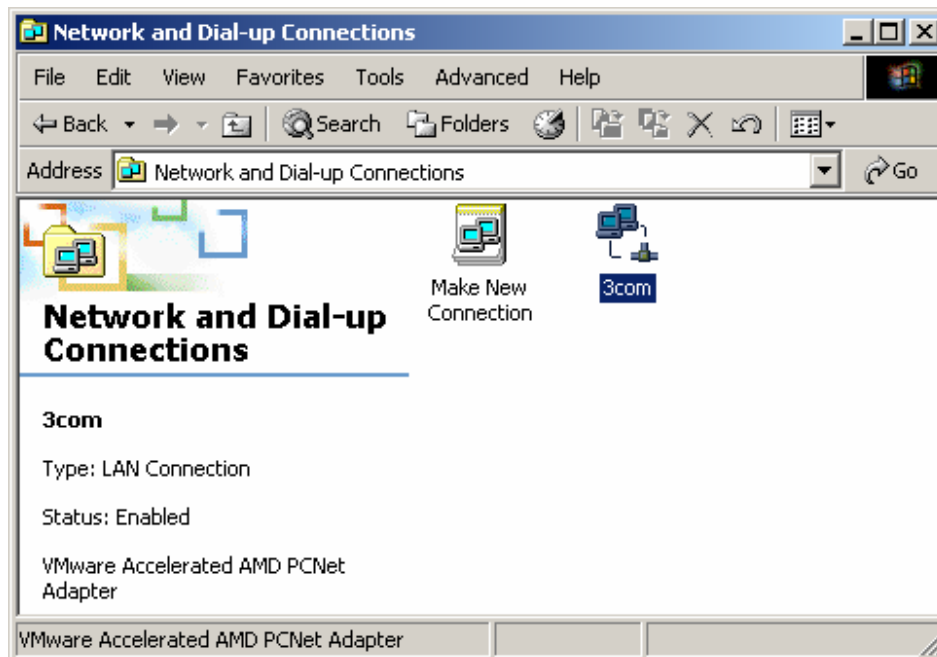 Network and Dial-up Connections
File Edit View Favorites Tools Advanced Help
Back Search Folders
Address Network and Dial-up Connections Go
Make New
Connection
3com
Network and Dial-up
Connections
3com
Type: LAN Connection
Status: Enabled
VMware Accelerated AMD PCNet
Adapter
VMware Accelerated AMD PCNet Adapter